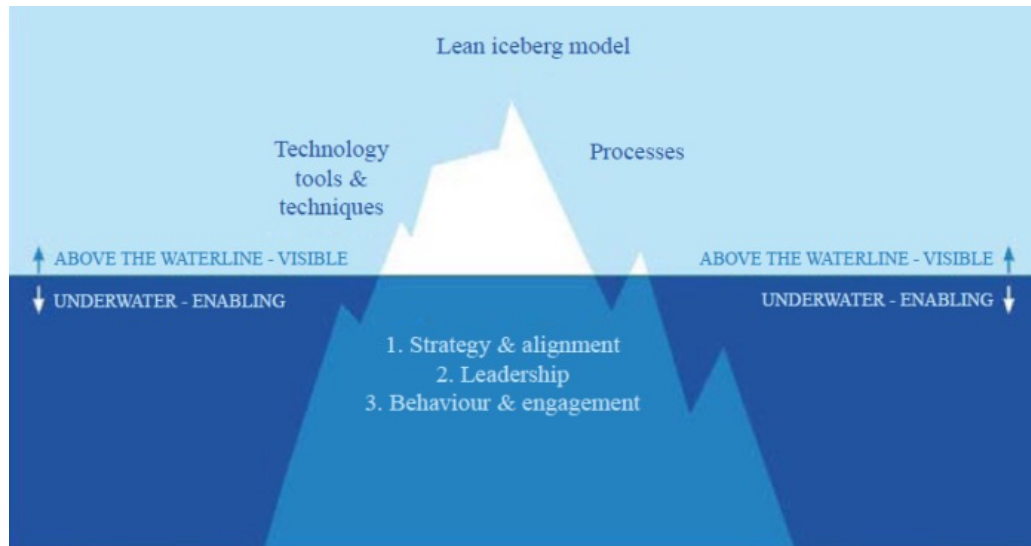 Lean iceberg model
Technology
tools &
techniques
Processes
ABOVE THE WATERLINE - VISIBLE
ABOVE THE WATERLINE - VISIBLE
UNDERWATER - ENABLING
UNDERWATER - ENABLING
1. Strategy & alignment
2. Leadership
3. Behaviour & engagement